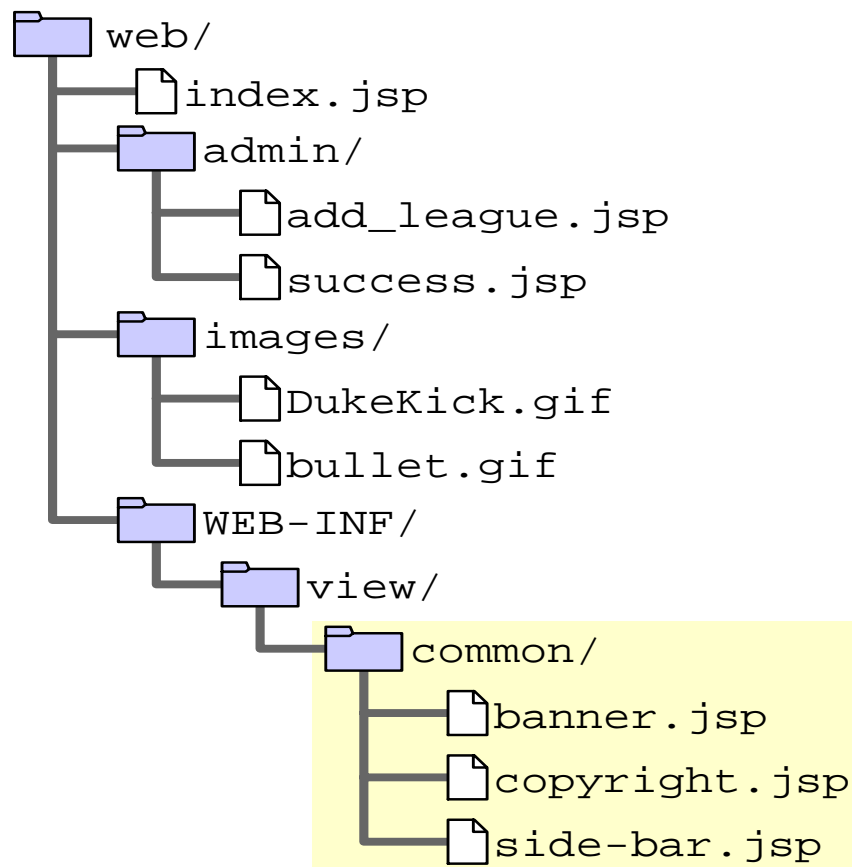 web/
index.jsp
admin/
add_league.jsp
success.jsp
images/
DukeKick.gif
bullet.gif
WEB-INF/
view/
common/
banner.jsp
copyright.jsp
side-bar.jsp